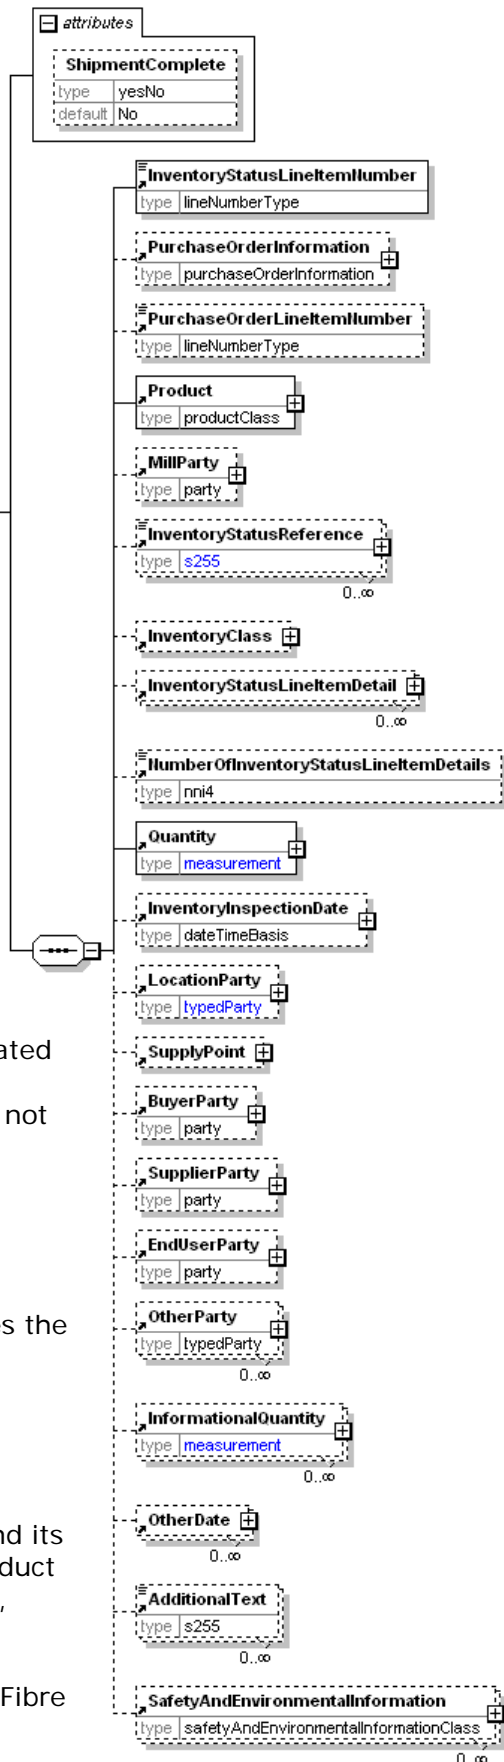 attributes
ShipmentComplete
type yesNo
default No
InventoryStatusLineItemNumber
type lineNumberType
PurchaseOrderInformation
type purchaseOrderInformation
PurchaseOrderLineItemNumber
type lineNumberType
Product
type productClass
MillParty
type party
InventoryStatusReference
type s255
0..∞
InventoryClass
InventoryStatusLineItemDetail
0..∞
NumberOfInventoryStatusLineItemDetails
type nni4
Quantity
type measurement
InventoryInspectionDate
type dateTimeBasis
LocationParty
type typedParty
ated
SupplyPoint
not
BuyerParty
type party
SupplierParty
type party
EndUserParty
type party
s the
OtherParty
type typedParty
0..∞
InformationalQuantity
type measurement
0..∞
nd its
OtherDate
0..∞
duct
,
AdditionalText
type s255
0..∞
Fibre
SafetyAndEnvironmentalInformation
type safetyAndEnvironmentalInformationClass
0..∞